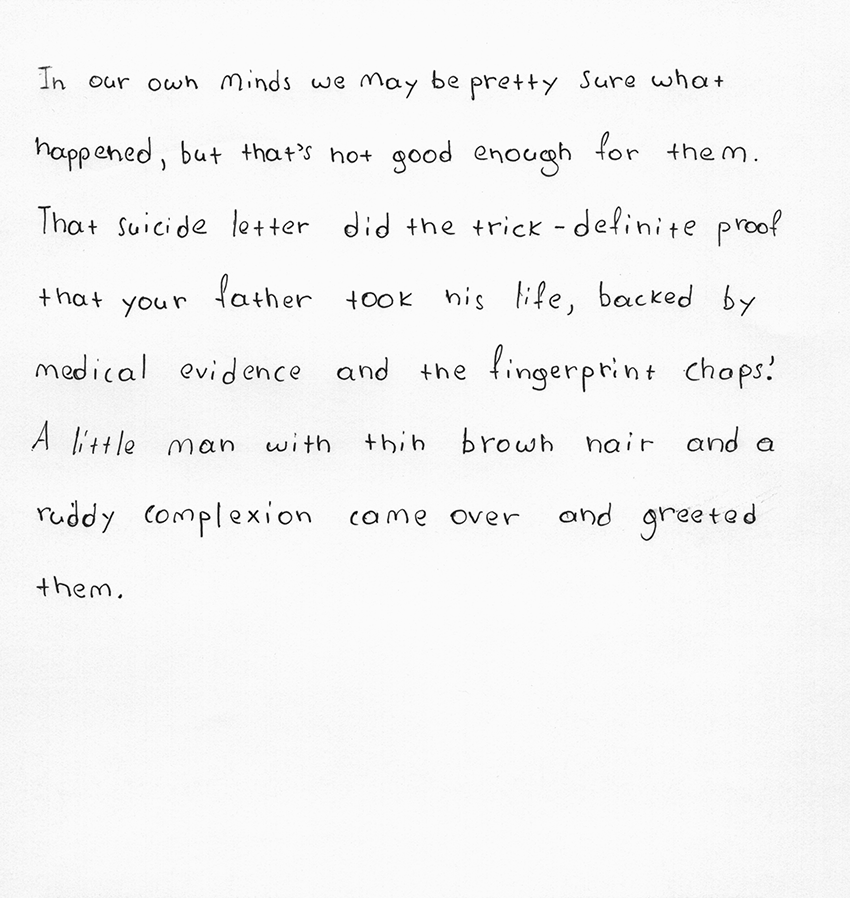 In our own minds we may be pretty sure what
happened, but that's not good enough for them.
That suicide letter did the trick - definite proof
that your father took his life, backed by
medical evidence and the fingerprint chaps.'
A little man with thin brown hair and a
ruddy complexion came over and greeted
them.